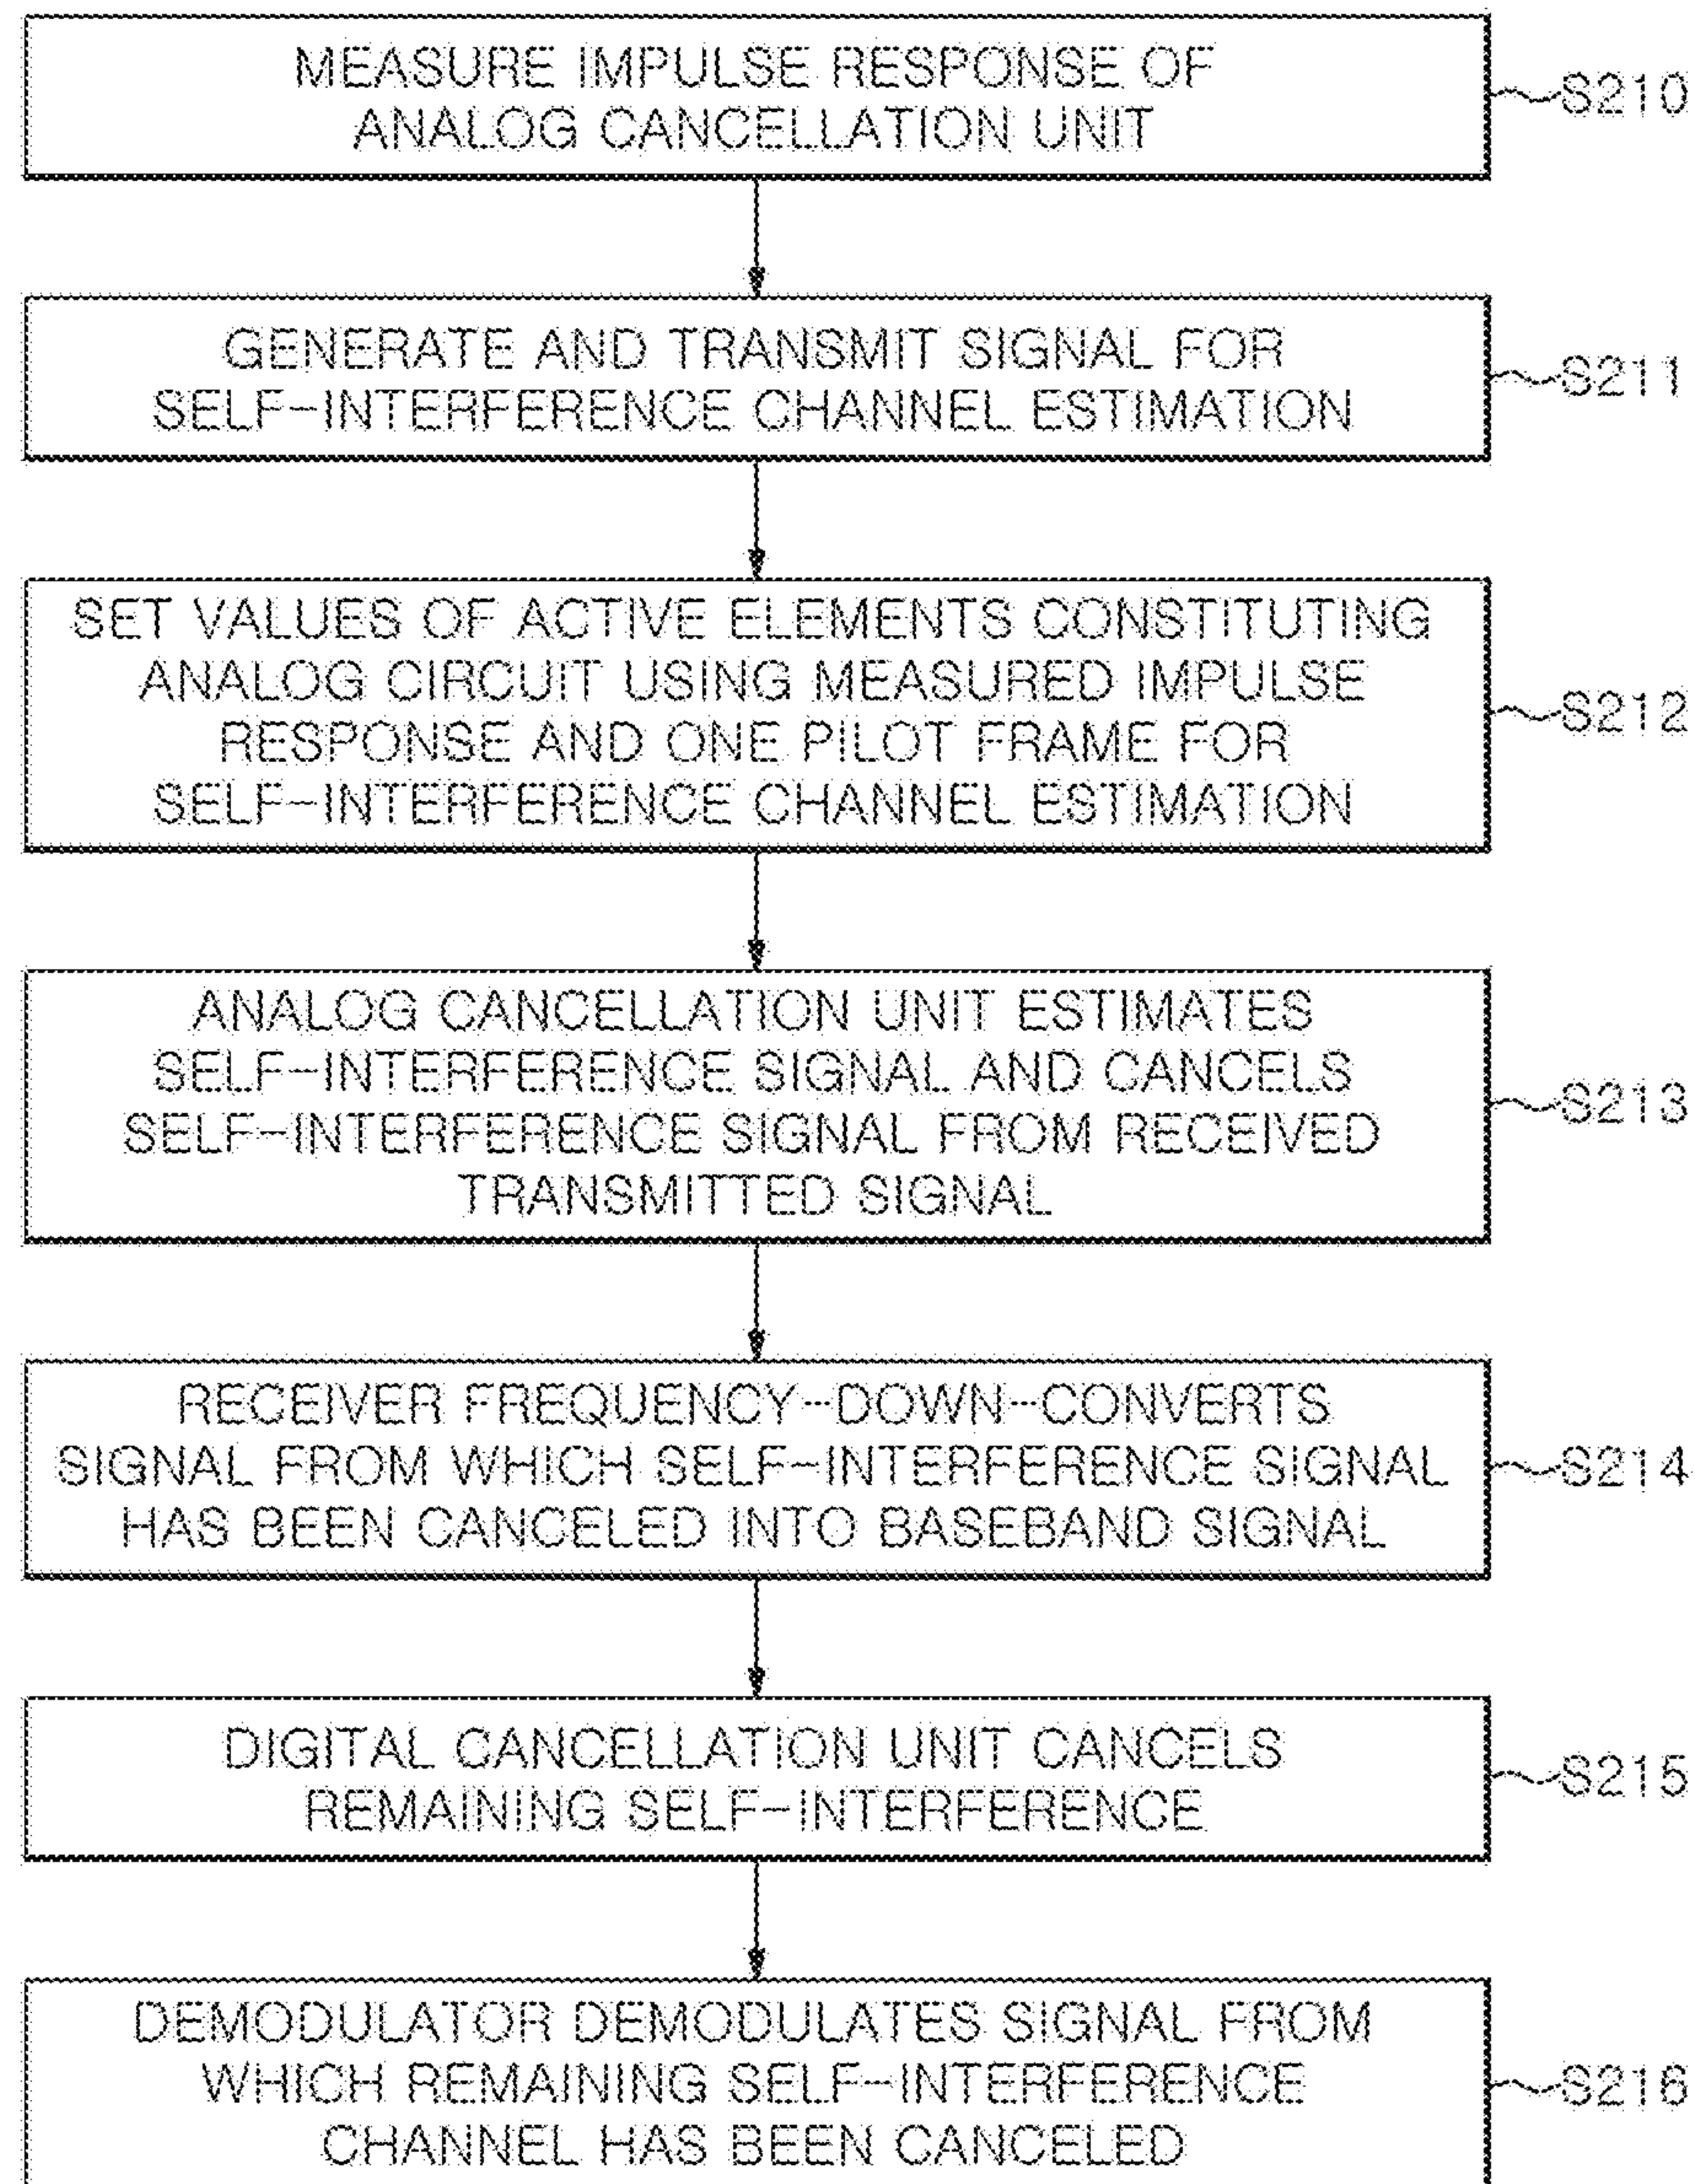 MEASURE IMPULSE RESPONSE OF
ANALOG CANCELLATION UNIT
S210
GENERATE AND TRANSMIT SIGNAL FOR
SELF-INTERFERENCE CHANNEL ESTIMATION
S211
SET VALUES OF ACTIVE ELEMENTS CONSTITUTING
ANALOG CIRCUIT USING MEASURED IMPULSE
RESPONSE AND ONE PILOT FRAME FOR
SELF-INTERFERENCE CHANNEL ESTIMATION
S212
ANALOG CANCELLATION UNIT ESTIMATES
SELF-INTERFERENCE SIGNAL AND CANCELS
SELF-INTERFERENCE SIGNAL FROM RECEIVED
TRANSMITTED SIGNAL
S213
RECEIVER FREQUENCY-DOWN-CONVERTS
SIGNAL FROM WHICH SELF-INTERFERENCE SIGNAL
HAS BEEN CANCELED INTO BASEBAND SIGNAL
S214
DIGITAL CANCELLATION UNIT CANCELS
REMAINING SELF-INTERFERENCE
S215
DEMODULATOR DEMODULATES SIGNAL FROM
WHICH REMAINING SELF-INTERFERENCE
CHANNEL HAS BEEN CANCELED
S216